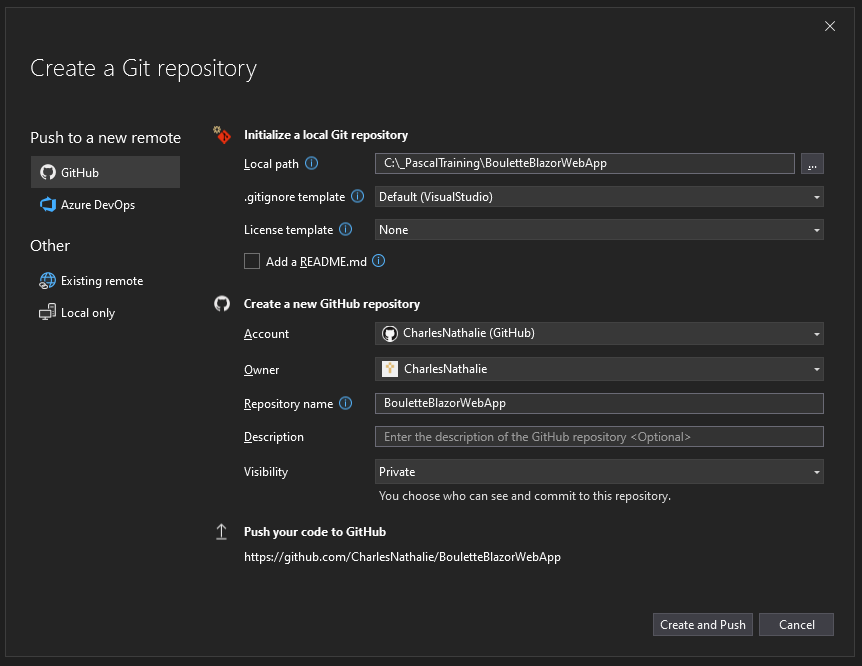 Create a Git repository
Push to a new remote
GitHub
Azure DevOps
Other
Existing remote
Local only
Initialize a local Git repository
Local path C:\_PascalTraining\BouletteBlazorWebApp ...
.gitignore template Default (VisualStudio)
License template None
Add a README.md
Create a new GitHub repository
Account CharlesNathalie (GitHub)
Owner CharlesNathalie
Repository name BouletteBlazorWebApp
Description Enter the description of the GitHub repository <Optional>
Visibility Private
You choose who can see and commit to this repository.
Push your code to GitHub
https://github.com/CharlesNathalie/BouletteBlazorWebApp
Create and Push Cancel